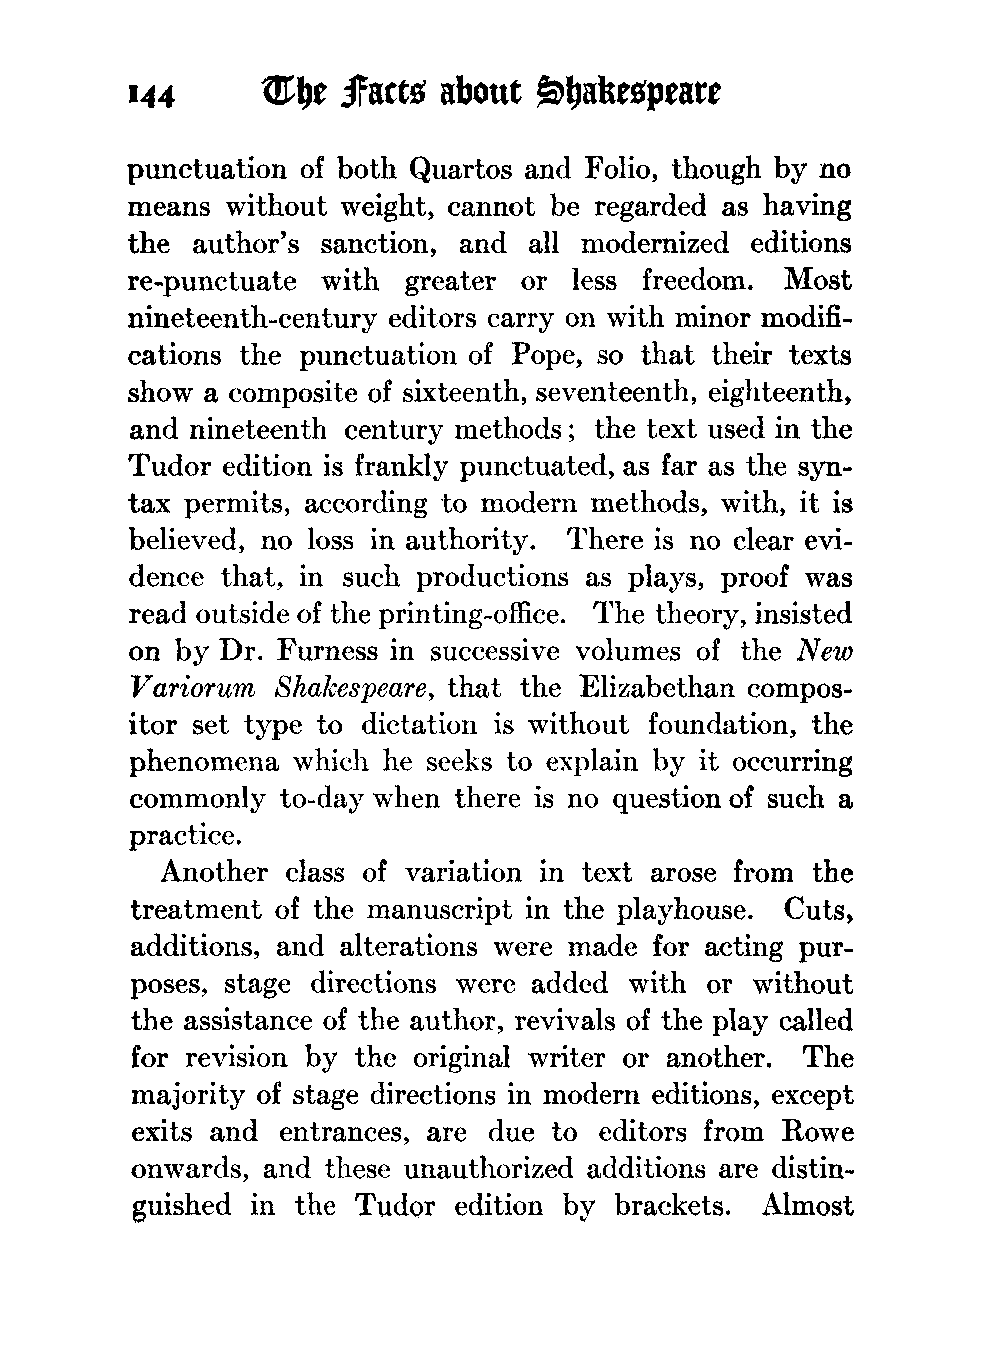 144 The Facts about Shakespeare
punctuation of both Quartos and Folio, though by no
means without weight, cannot be regarded as having
the author's sanction, and all modernized editions
re-punctuate with greater or less freedom. Most
nineteenth-century editors carry on with minor modifi-
cations the punctuation of Pope, so that their texts
show a composite of sixteenth, seventeenth, eighteenth,
and nineteenth century methods; the text used in the
Tudor edition is frankly punctuated, as far as the syn-
tax permits, according to modern methods, with, it is
believed, no loss in authority. There is no clear evi-
dence that, in such productions as plays, proof was
read outside of the printing-office. The theory, insisted
on by Dr. Furness in successive volumes of the New
Variorum Shakespeare, that the Elizabethan compos-
itor set type to dictation is without foundation, the
phenomena which he seeks to explain by it occurring
commonly to-day when there is no question of such a
practice.
Another class of variation in text arose from the
treatment of the manuscript in the playhouse. Cuts,
additions, and alterations were made for acting pur-
poses, stage directions were added with or without
the assistance of the author, revivals of the play called
for revision by the original writer or another. The
majority of stage directions in modern editions, except
exits and entrances, are due to editors from Rowe
onwards, and these unauthorized additions are distin-
guished in the Tudor edition by brackets. Almost